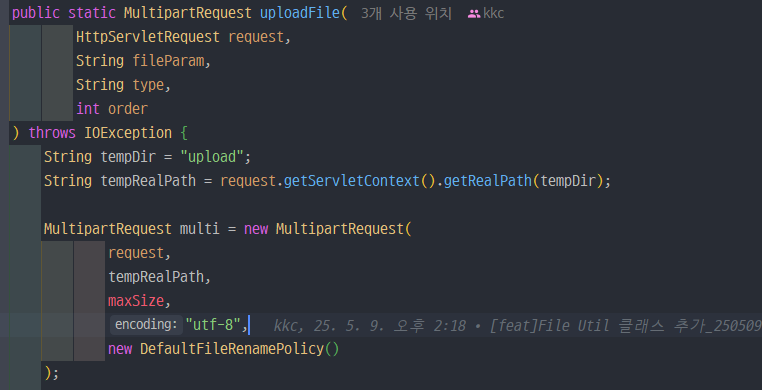 public static MultipartRequest uploadFile( 3개 사용 위치 kkc
HttpServletRequest request,
String fileParam,
String type,
int order
) throws IOException {
String tempDir = "upload";
String tempRealPath = request.getServletContext().getRealPath(tempDir);
MultipartRequest multi = new MultipartRequest(
request,
tempRealPath,
maxSize,
encoding: "utf-8", kkc, 25. 5. 9. 오후 2:18 • [feat]File Util 클래스 추가_250509
new DefaultFileRenamePolicy()
);